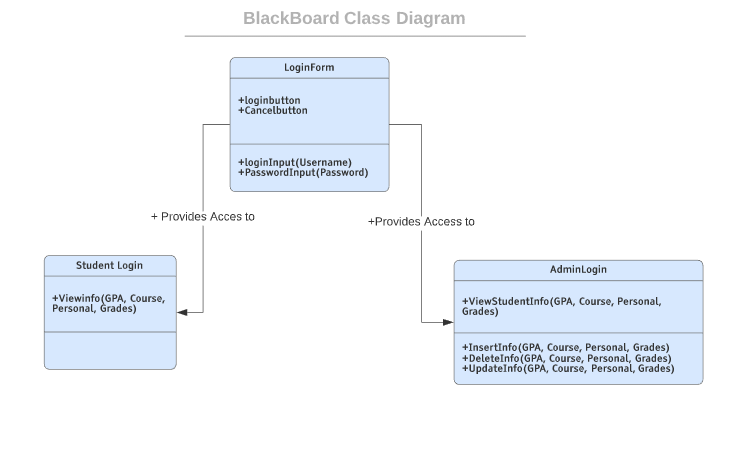 BlackBoard Class Diagram
LoginForm
+loginbutton
+Cancelbutton
+loginInput(Username)
+PasswordInput(Password)
+ Provides Acces to
+Provides Access to
Student Login
+Viewinfo(GPA, Course,
Personal, Grades)
AdminLogin
+ViewStudentInfo(GPA, Course, Personal,
Grades)
+InsertInfo(GPA, Course, Personal, Grades)
+DeleteInfo(GPA, Course, Personal, Grades)
+UpdateInfo(GPA, Course, Personal, Grades)